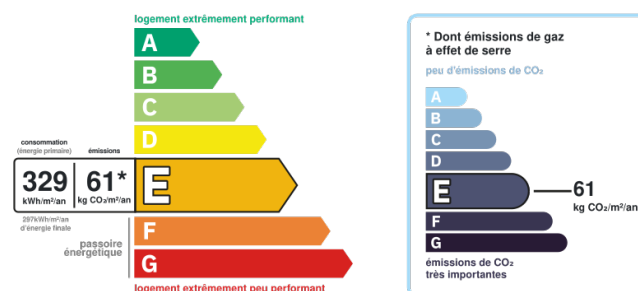 logement extrêmement performant
A
B
C
D
consommation
(énergie primaire)
émissions
329
kWh/m²/an
61*
kg CO₂/m²/an
E
297kWh/m²/an
d'énergie finale
passoire
énergétique
F
G
logement extrêmement peu performant
* Dont émissions de gaz
à effet de serre
peu d'émissions de CO₂
A
B
C
D
E
61
kg CO₂/m²/an
F
G
émissions de CO₂
très importantes